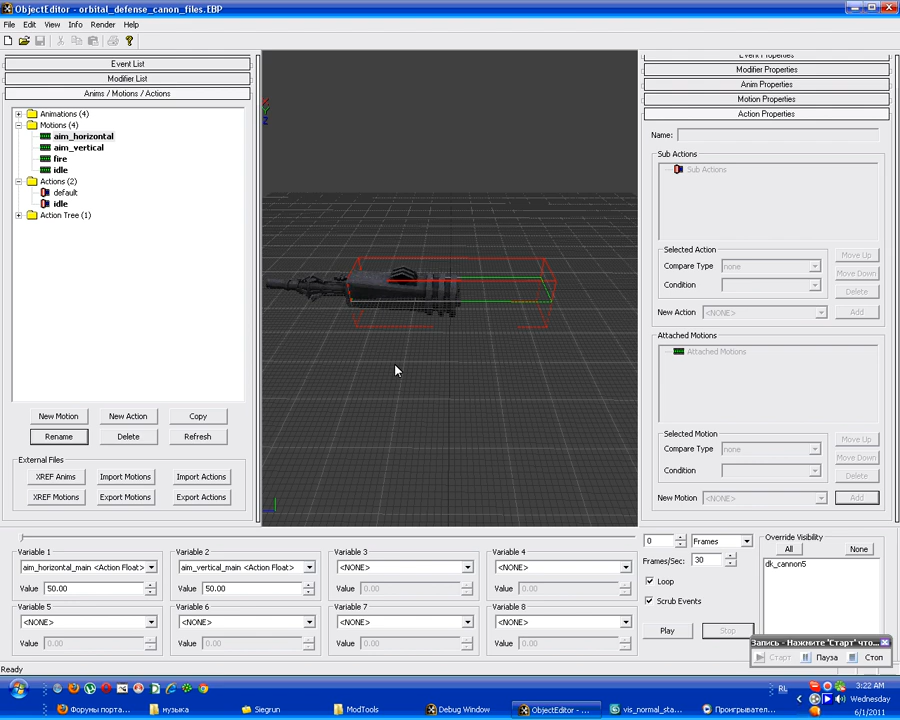 ObjectEditor - orbital_defense_canon_files.EBP
File Edit View Info Render Help
Event List
Modifier List
Anims / Motions / Actions
Animations (4)
Motions (4)
aim_horizontal
aim_vertical
fire
idle
Actions (2)
default
idle
Action Tree (1)
New Motion New Action Copy
Rename Delete Refresh
External Files
XREF Anims Import Motions Import Actions
XREF Motions Export Motions Export Actions
X
Y
Z
Event Properties
Modifier Properties
Anim Properties
Motion Properties
Action Properties
Name:
Sub Actions
Sub Actions
Selected Action
Compare Type none
Condition
Move Up
Move Down
Delete
New Action <NONE> Add
Attached Motions
Attached Motions
Selected Motion
Compare Type none
Condition
Move Up
Move Down
Delete
New Motion <NONE> Add
Variable 1 Variable 2 Variable 3 Variable 4
aim_horizontal_main <Action Float> aim_vertical_main <Action Float> <NONE> <NONE>
Value 50.00 Value 50.00 Value 0.00 Value 0.00
Variable 5 Variable 6 Variable 7 Variable 8
<NONE> <NONE> <NONE> <NONE>
Value 0.00 Value 0.00 Value 0.00 Value 0.00
0 Frames
Frames/Sec: 30
Loop
Scrub Events
Play Stop
Override Visibility
All None
dk_cannon5
Запись - Нажмите 'Старт' что...
Старт Пауза Стоп
Ready
RL
3:22 AM
Wednesday
6/1/2011
Форумы порта... музыка Siegrun ModTools Debug Window ObjectEditor - ... vis_normal_sta... Проигрывател...